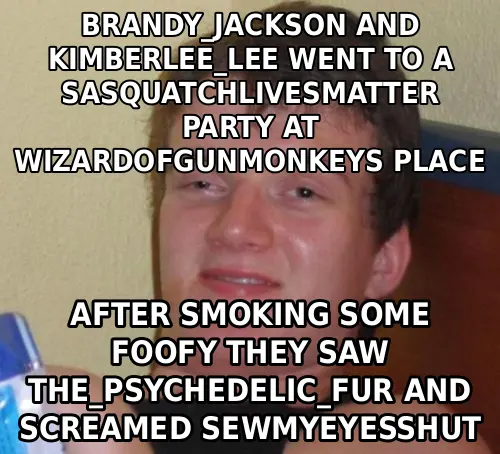 BRANDY_JACKSON AND
KIMBERLEE_LEE WENT TO A
SASQUATCHLIVESMATTER
PARTY AT
WIZARDOFGUNMONKEYS PLACE
AFTER SMOKING SOME
FOOFY THEY SAW
THE_PSYCHEDELIC_FUR AND
SCREAMED SEWMYEYESSHUT